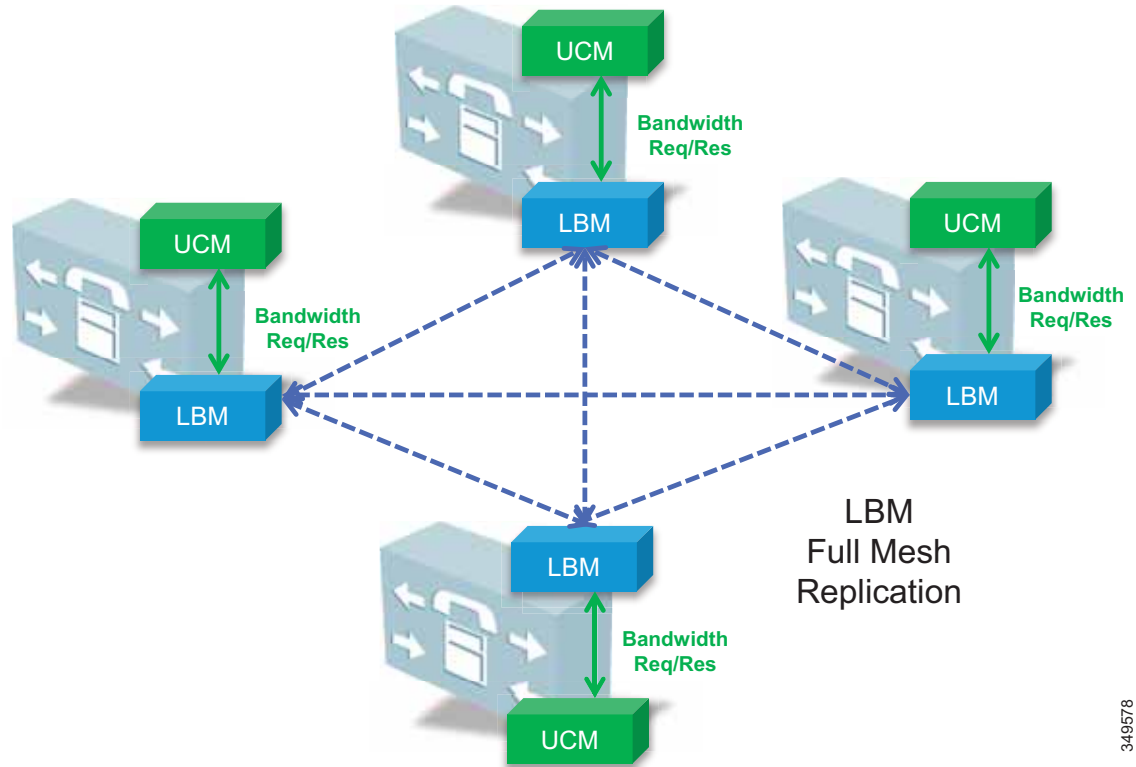 UCM
Bandwidth
Req/Res
LBM
UCM
Bandwidth
Req/Res
LBM
UCM
Bandwidth
Req/Res
LBM
LBM
Full Mesh
Replication
LBM
Bandwidth
Req/Res
UCM
349578